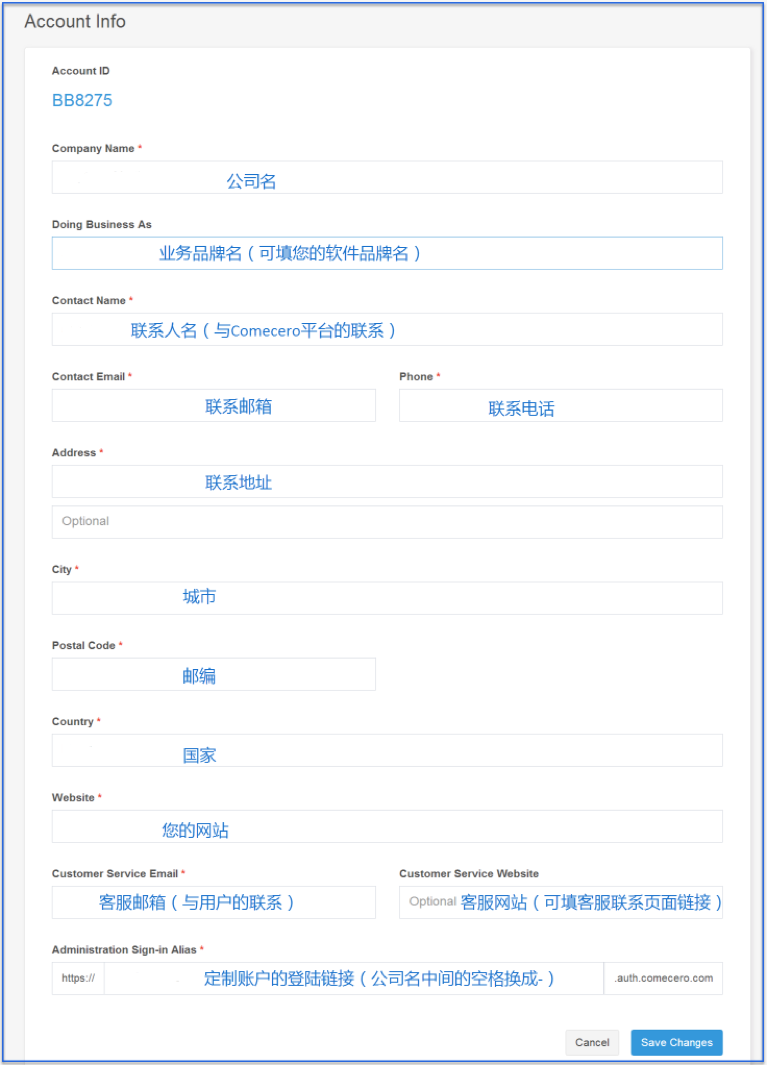 Account Info
Account ID
BB8275
Company Name *
公司名
Doing Business As
业务品牌名（可填您的软件品牌名）
Contact Name *
联系人名（与Comecero平台的联系）
Contact Email * Phone *
联系邮箱 联系电话
Address *
联系地址
Optional
City *
城市
Postal Code *
邮编
Country *
国家
Website *
您的网站
Customer Service Email * Customer Service Website
客服邮箱（与用户的联系） Optional 客服网站（可填客服联系页面链接）
Administration Sign-in Alias *
https:// 定制账户的登陆链接（公司名中间的空格换成-） .auth.comecero.com
Cancel Save Changes